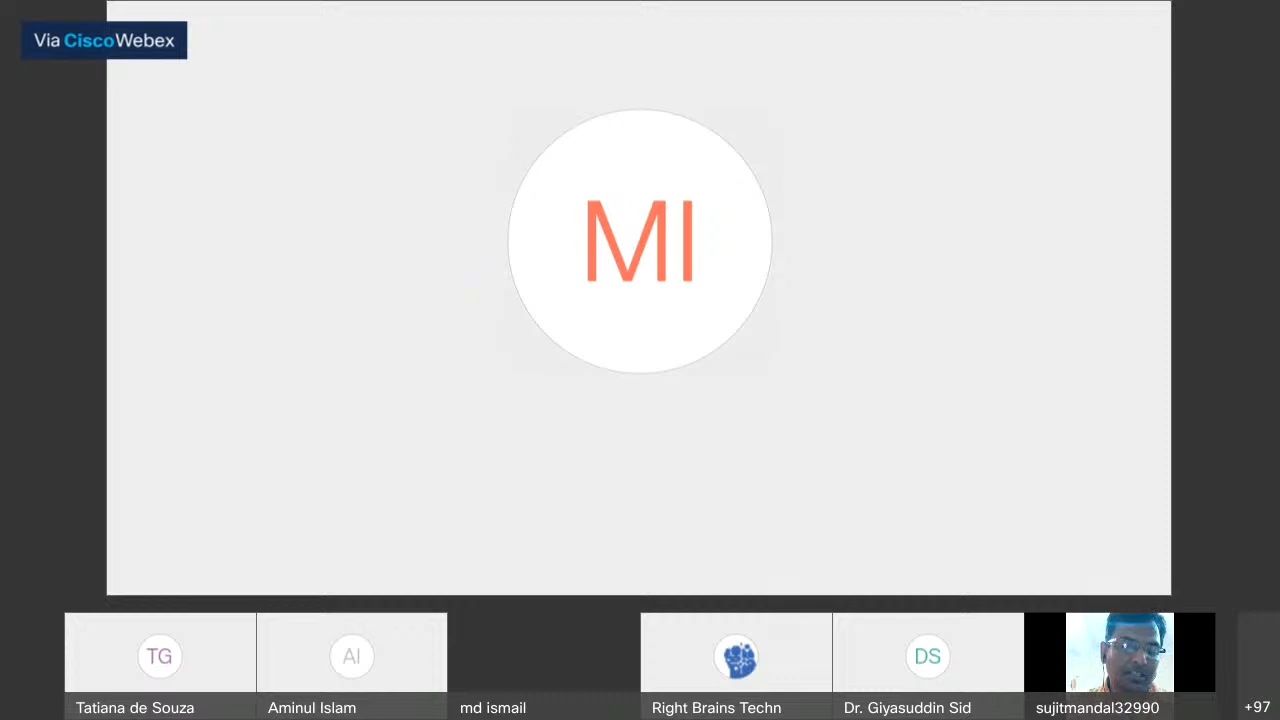 Via CiscoWebex
MI
TG
AI
DS
Tatiana de Souza
Aminul Islam
md ismail
Right Brains Techn
Dr. Giyasuddin Sid
sujitmandal32990
+97